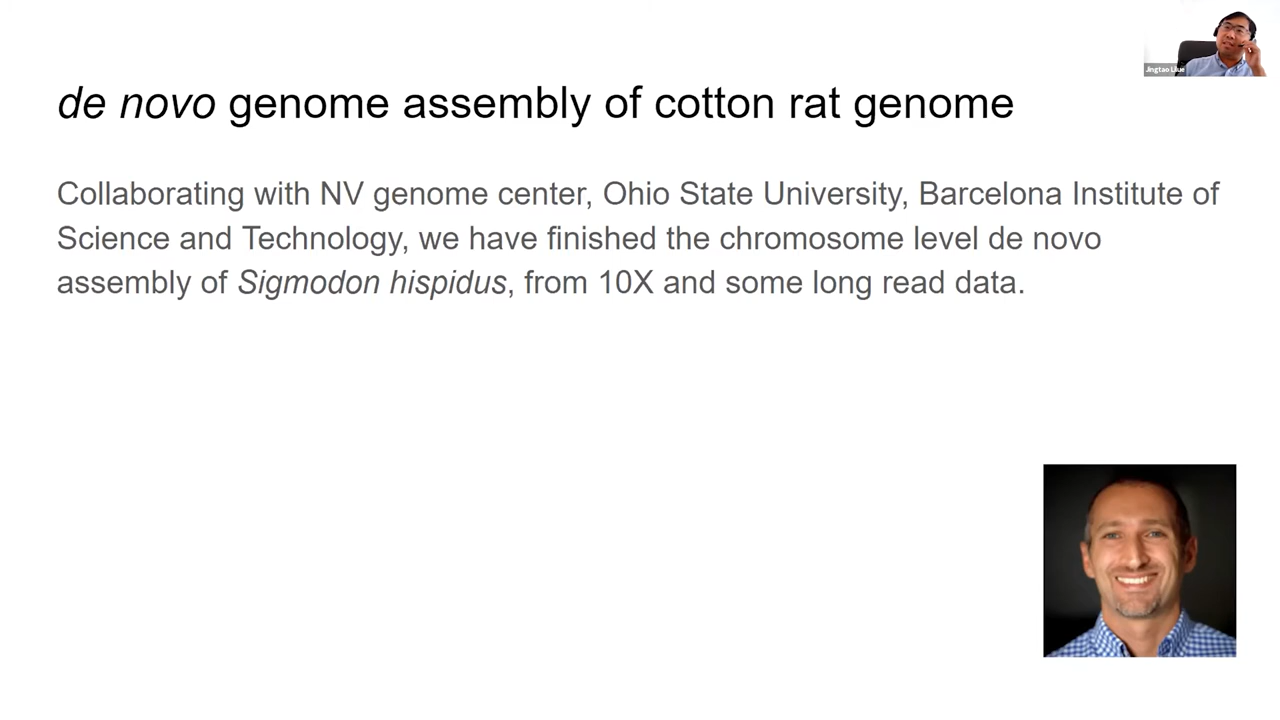 Jingtao Lilue
de novo genome assembly of cotton rat genome
Collaborating with NV genome center, Ohio State University, Barcelona Institute of
Science and Technology, we have finished the chromosome level de novo
assembly of Sigmodon hispidus, from 10X and some long read data.